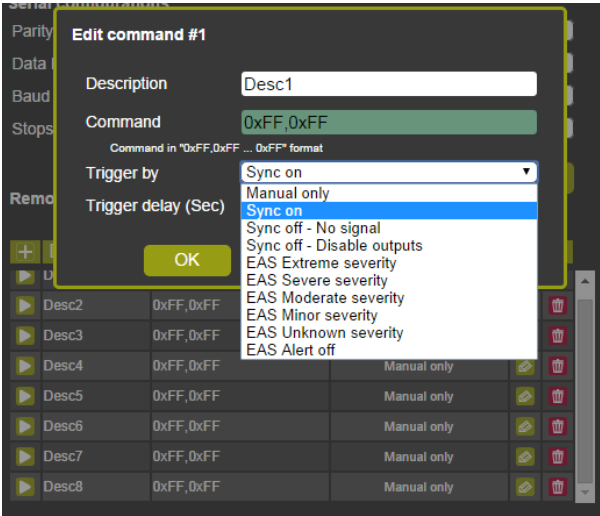 Serial Configurations
Parity
Edit command #1
Data
Description Desc1
Baud
Command 0xFF,0xFF
Stops
Command in "0xFF,0xFF ... 0xFF" format
Trigger by Sync on
Manual only
Remo
Sync on
Trigger delay (Sec)
Sync off - No signal
Sync off - Disable outputs
OK
EAS Extreme severity
EAS Severe severity
EAS Moderate severity
EAS Minor severity
EAS Unknown severity
EAS Alert off
Desc2 0xFF,0xFF
Desc3 0xFF,0xFF
Desc4 0xFF,0xFF Manual only
Desc5 0xFF,0xFF Manual only
Desc6 0xFF,0xFF Manual only
Desc7 0xFF,0xFF Manual only
Desc8 0xFF,0xFF Manual only